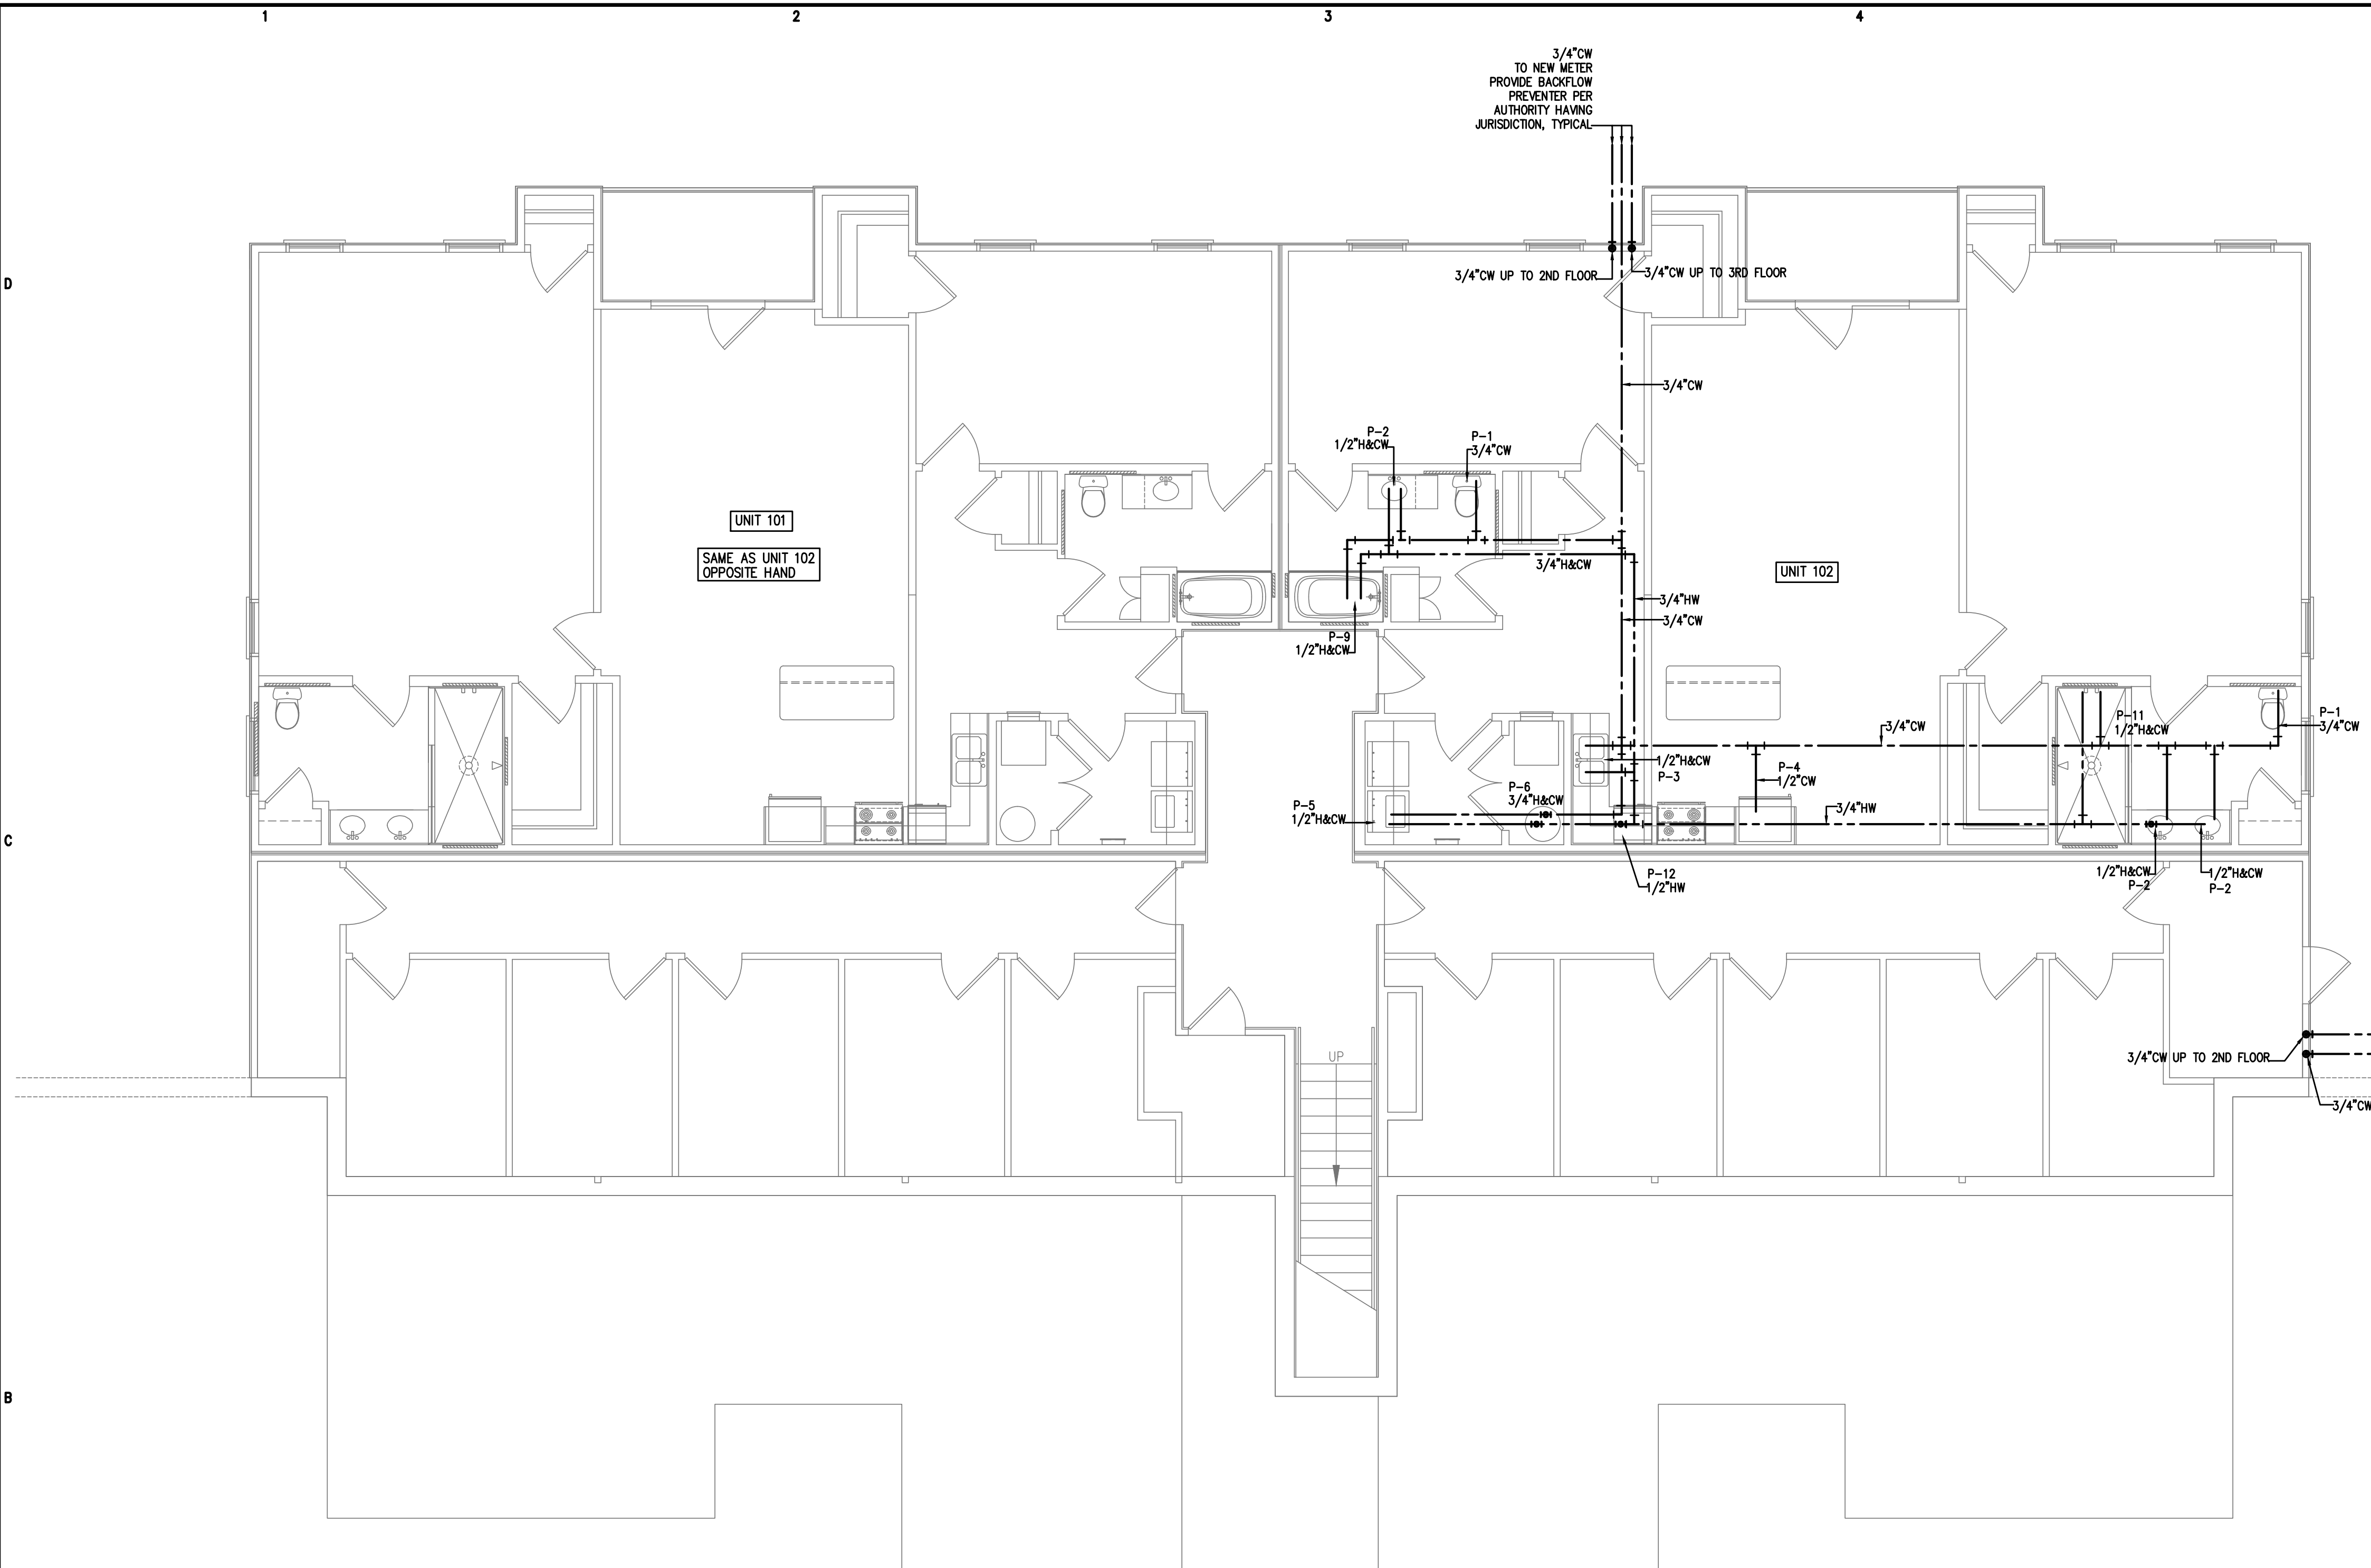 1
2
3
4
3/4"CW
TO NEW METER
PROVIDE BACKFLOW
PREVENTER PER
AUTHORITY HAVING
JURISDICTION, TYPICAL
D
3/4"CW UP TO 2ND FLOOR
3/4"CW UP TO 3RD FLOOR
3/4"CW
P-2
1/2"H&CW
P-1
3/4"CW
UNIT 101
SAME AS UNIT 102
OPPOSITE HAND
3/4"H&CW
UNIT 102
3/4"HW
3/4"CW
P-9
1/2"H&CW
P-11
1/2"H&CW
P-1
3/4"CW
3/4"CW
1/2"H&CW
P-3
P-4
1/2"CW
P-6
3/4"H&CW
P-5
1/2"H&CW
3/4"HW
C
P-12
1/2"HW
1/2"H&CW
P-2
1/2"H&CW
P-2
UP
3/4"CW UP TO 2ND FLOOR
3/4"CW
B